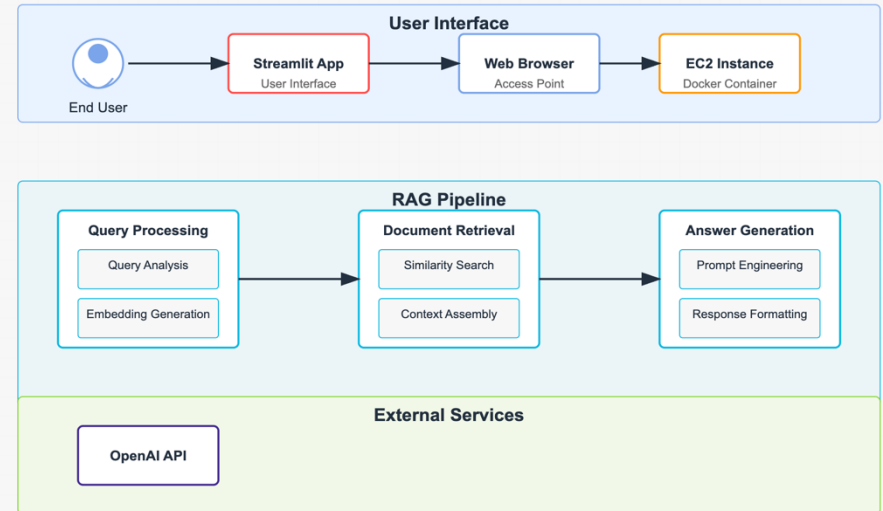 User Interface
Streamlit App
User Interface
Web Browser
Access Point
EC2 Instance
Docker Container
End User
RAG Pipeline
Query Processing
Query Analysis
Embedding Generation
Document Retrieval
Similarity Search
Context Assembly
Answer Generation
Prompt Engineering
Response Formatting
External Services
OpenAI API